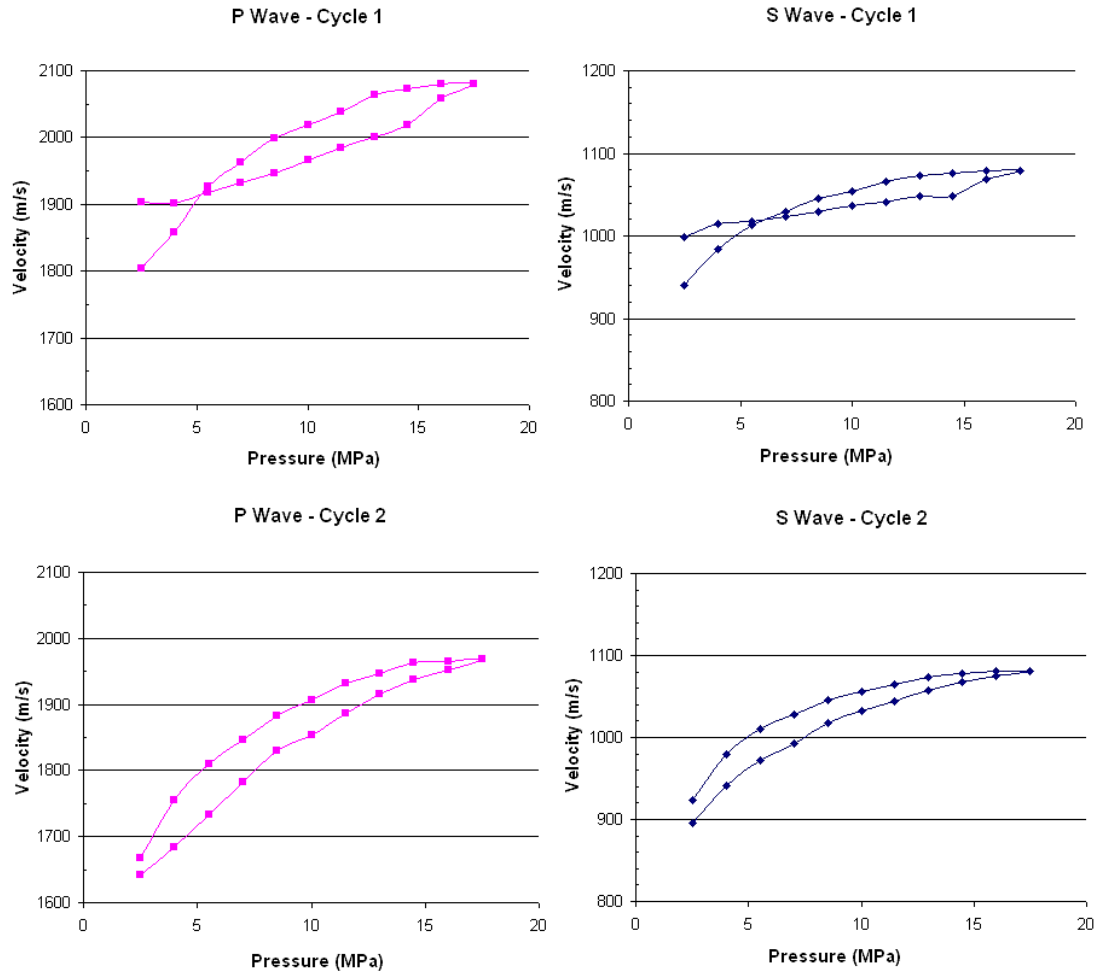 P Wave - Cycle 1
Velocity (m/s)
2100
2000
1900
1800
1700
1600
0 5 10 15 20
Pressure (MPa)
S Wave - Cycle 1
Velocity (m/s)
1200
1100
1000
900
800
0 5 10 15 20
Pressure (MPa)
P Wave - Cycle 2
Velocity (m/s)
2100
2000
1900
1800
1700
1600
0 5 10 15 20
Pressure (MPa)
S Wave - Cycle 2
Velocity (m/s)
1200
1100
1000
900
800
0 5 10 15 20
Pressure (MPa)